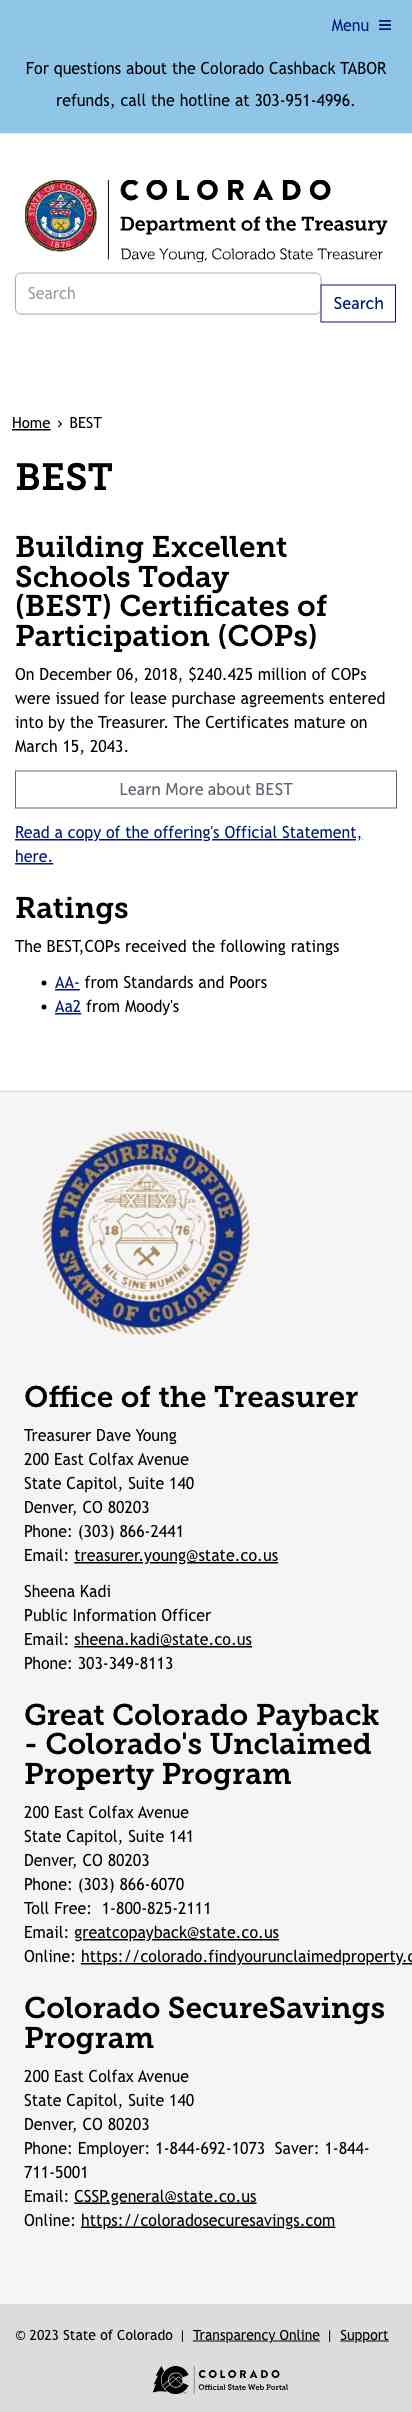 Menu
For questions about the Colorado Cashback TABOR
refunds, call the hotline at 303-951-4996.
STATE OF COLORADO
1876
COLORADO
Department of the Treasury
Dave Young, Colorado State Treasurer
Search
Search
Home › BEST
BEST
Building Excellent
Schools Today
(BEST) Certificates of
Participation (COPs)
On December 06, 2018, $240.425 million of COPs
were issued for lease purchase agreements entered
into by the Treasurer. The Certificates mature on
March 15, 2043.
Learn More about BEST
Read a copy of the offering's Official Statement,
here.
Ratings
The BEST,COPs received the following ratings
• AA- from Standards and Poors
• Aa2 from Moody's
TREASURERS OFFICE
1876
NIL SINE NUMINE
STATE OF COLORADO
Office of the Treasurer
Treasurer Dave Young
200 East Colfax Avenue
State Capitol, Suite 140
Denver, CO 80203
Phone: (303) 866-2441
Email: treasurer.young@state.co.us
Sheena Kadi
Public Information Officer
Email: sheena.kadi@state.co.us
Phone: 303-349-8113
Great Colorado Payback
- Colorado's Unclaimed
Property Program
200 East Colfax Avenue
State Capitol, Suite 141
Denver, CO 80203
Phone: (303) 866-6070
Toll Free: 1-800-825-2111
Email: greatcopayback@state.co.us
Online: https://colorado.findyourunclaimedproperty.c
Colorado SecureSavings
Program
200 East Colfax Avenue
State Capitol, Suite 140
Denver, CO 80203
Phone: Employer: 1-844-692-1073 Saver: 1-844-
711-5001
Email: CSSP.general@state.co.us
Online: https://coloradosecuresavings.com
© 2023 State of Colorado | Transparency Online | Support
COLORADO
Official State Web Portal